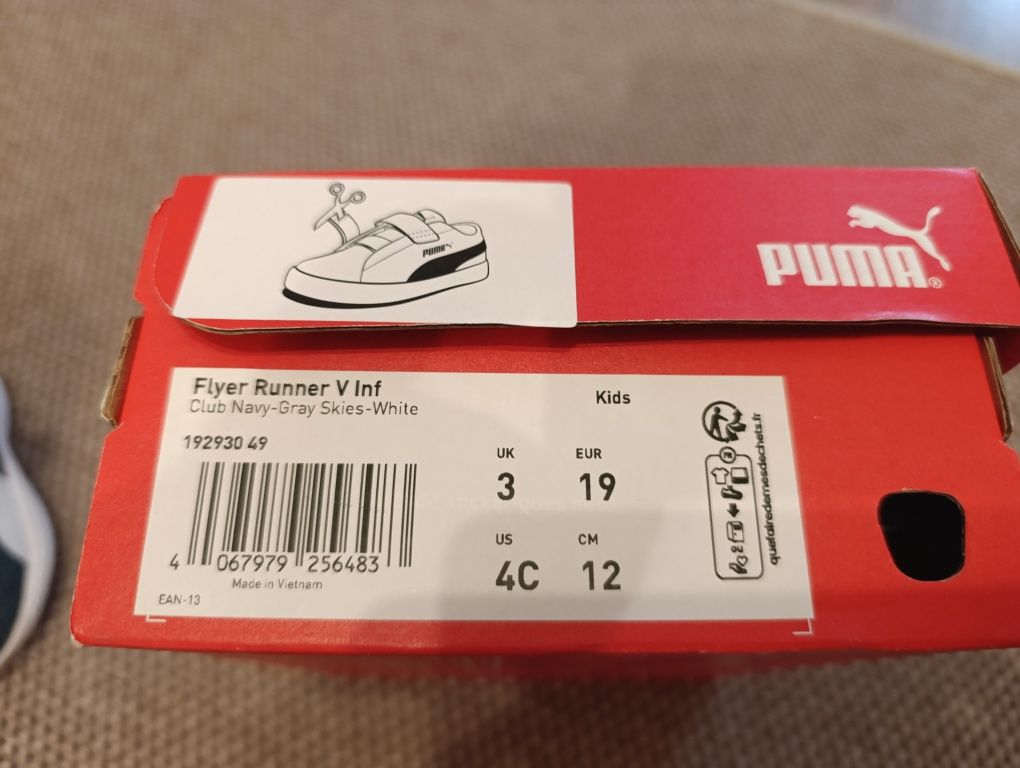 PUMA
PUMA®
Flyer Runner V Inf
Club Navy-Gray Skies-White
Kids
192930 49
UK
3
EUR
19
US
4C
CM
12
4 067979 256483
Made in Vietnam
EAN-13
quefairedemesdechets.fr